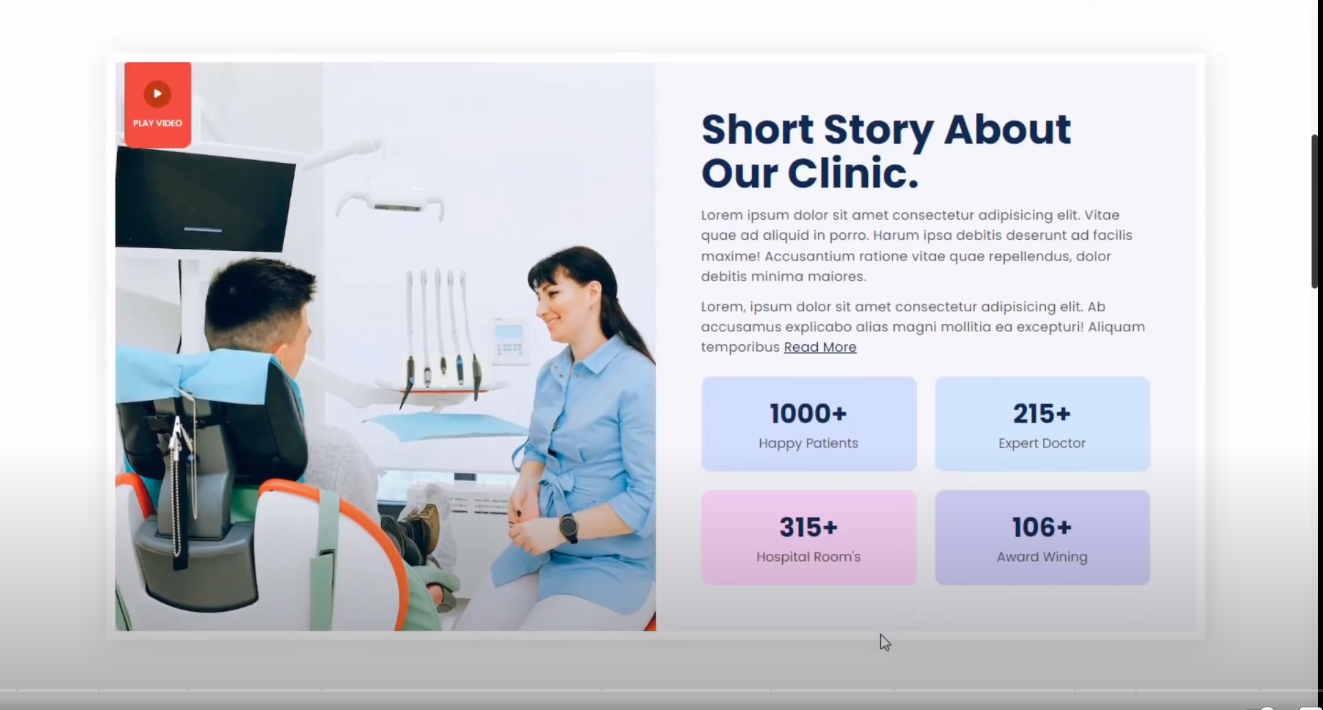 PLAY VIDEO
Short Story About
Our Clinic.
Lorem ipsum dolor sit amet consectetur adipisicing elit. Vitae
quae ad aliquid in porro. Harum ipsa debitis deserunt ad facilis
maxime! Accusantium ratione vitae quae repellendus, dolor
debitis minima maiores.
Lorem, ipsum dolor sit amet consectetur adipisicing elit. Ab
accusamus explicabo alias magni mollitia ea excepturi! Aliquam
temporibus Read More
1000+
Happy Patients
215+
Expert Doctor
315+
Hospital Room's
106+
Award Wining